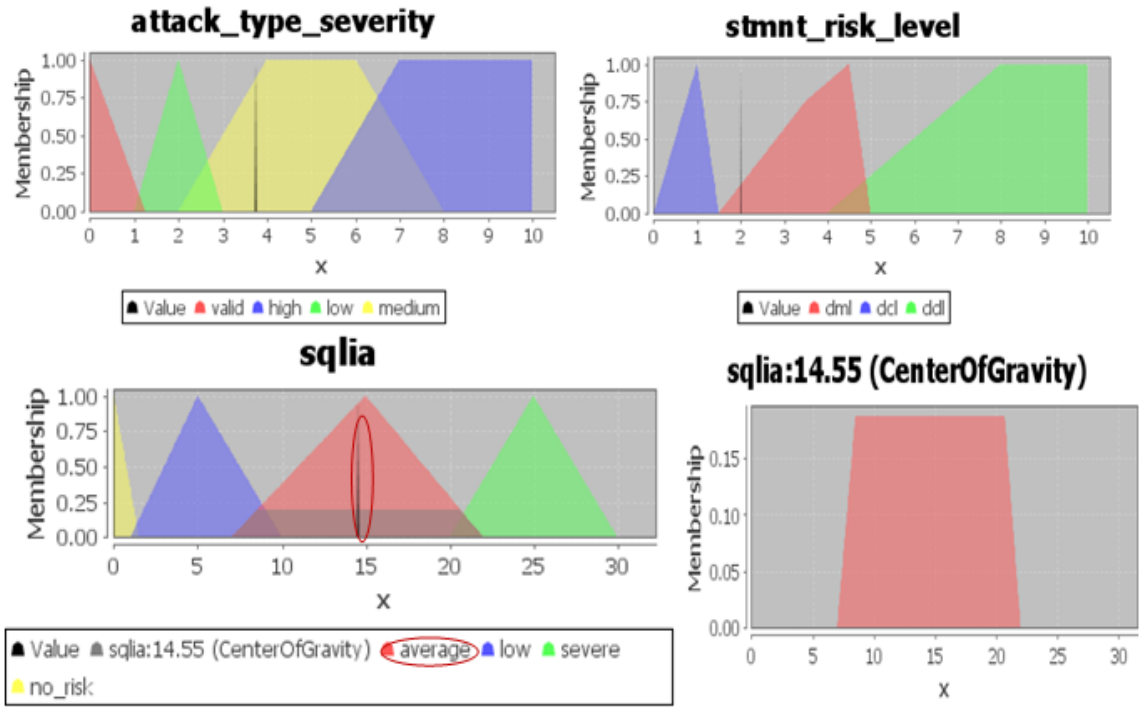 attack_type_severity
Membership
1.00
0.75
0.50
0.25
0.00
0 1 2 3 4 5 6 7 8 9 10
x
Value valid high low medium
stmnt_risk_level
Membership
1.00
0.75
0.50
0.25
0.00
0 1 2 3 4 5 6 7 8 9 10
x
Value dml dcl ddl
sqlia
Membership
1.00
0.75
0.50
0.25
0.00
0 5 10 15 20 25 30
x
Value sqlia:14.55 (CenterOfGravity) average low severe
no_risk
sqlia:14.55 (CenterOfGravity)
Membership
0.15
0.10
0.05
0.00
0 5 10 15 20 25 30
x